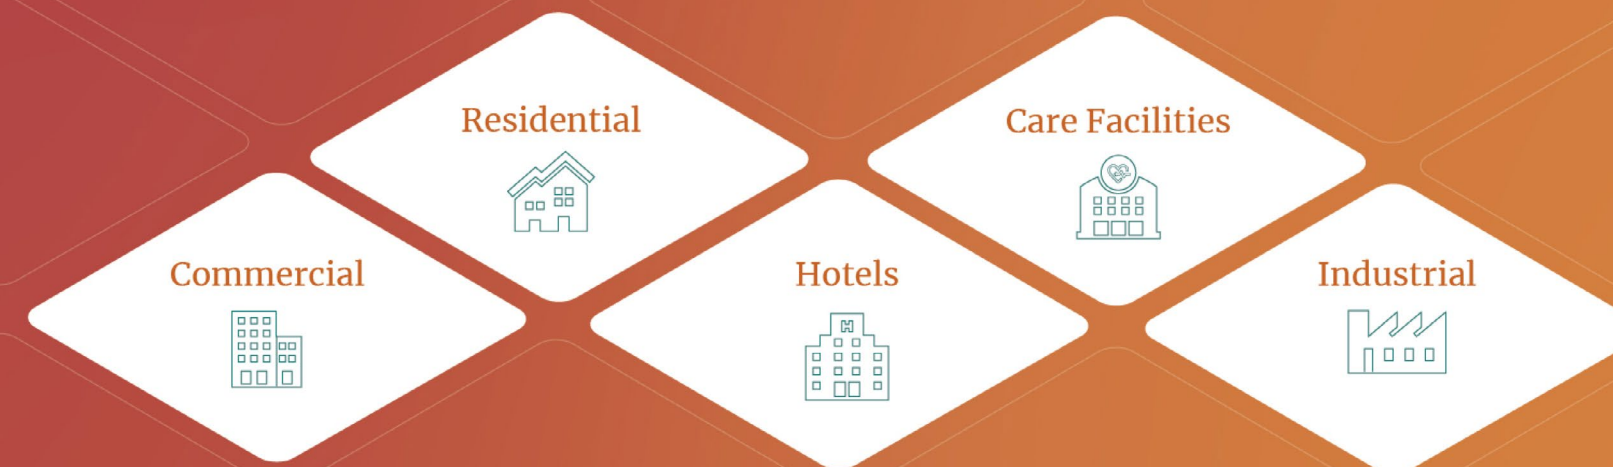 Residential
Care Facilities
Commercial
Hotels
H
Industrial